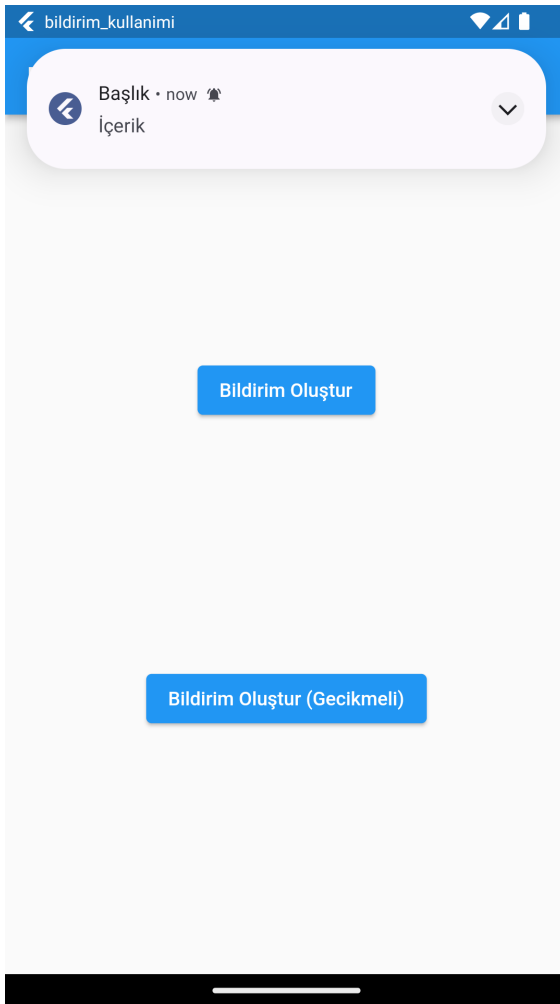 bildirim_kullanimi
Başlık • now
İçerik
Bildirim Oluştur
Bildirim Oluştur (Gecikmeli)